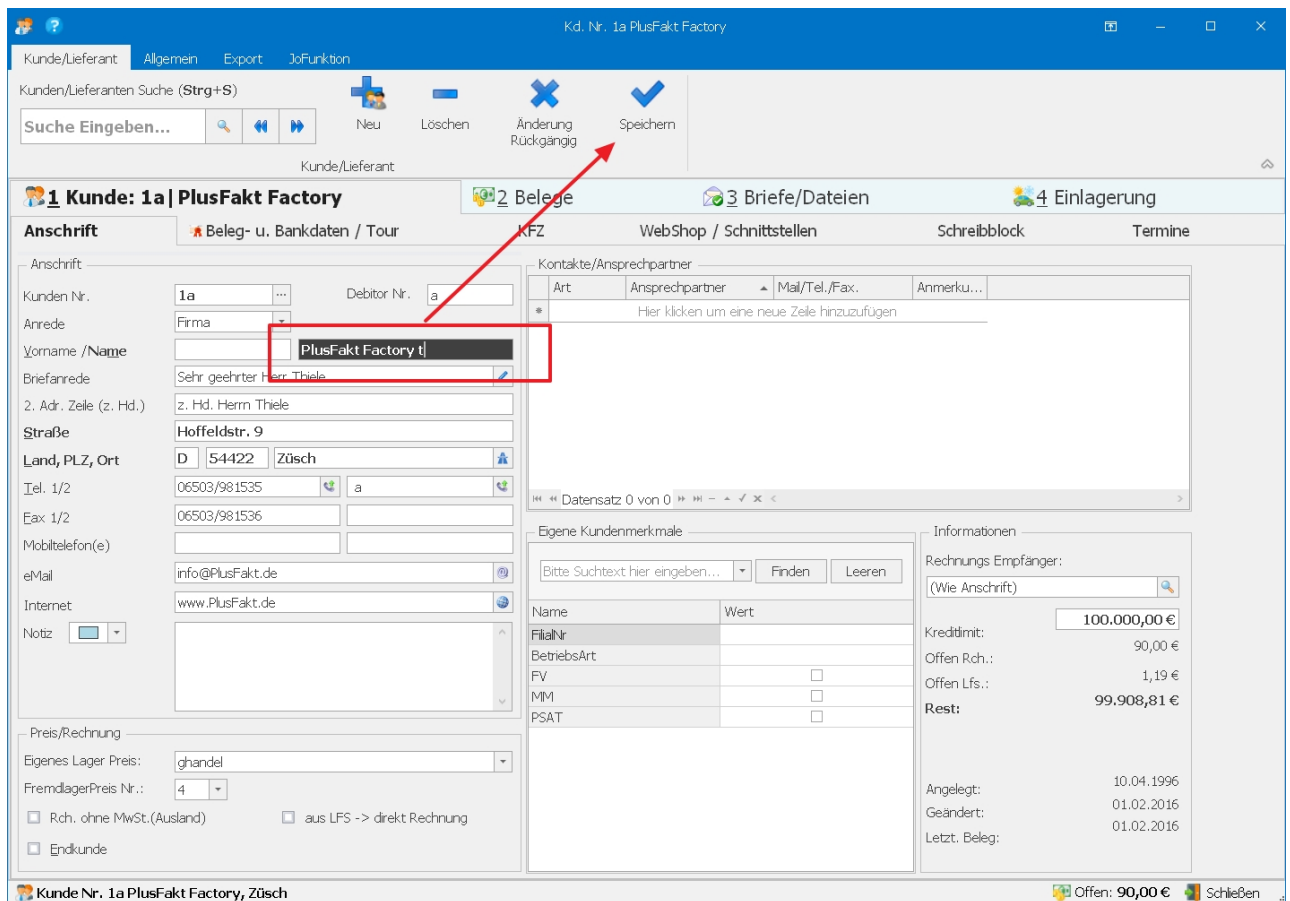 Kd. Nr. 1a PlusFakt Factory
Kunde/Lieferant Allgemein Export JoFunktion
Kunden/Lieferanten Suche (Strg+S)
Suche Eingeben...
Neu Löschen Änderung Rückgängig Speichern
Kunde/Lieferant
1 Kunde: 1a| PlusFakt Factory 2 Belege 3 Briefe/Dateien 4 Einlagerung
Anschrift Beleg- u. Bankdaten / Tour KFZ WebShop / Schnittstellen Schreibblock Termine
Anschrift
Kunden Nr. 1a ... Debitor Nr. a
Anrede Firma
Vorname /Name PlusFakt Factory t
Briefanrede Sehr geehrter Herr Thiele
2. Adr. Zeile (z. Hd.) z. Hd. Herrn Thiele
Straße Hoffeldstr. 9
Land, PLZ, Ort D 54422 Züsch
Tel. 1/2 06503/981535 a
Fax 1/2 06503/981536
Mobiltelefon(e)
eMail info@PlusFakt.de
Internet www.PlusFakt.de
Notiz
Preis/Rechnung
Eigenes Lager Preis: ghandel
FremdlagerPreis Nr.: 4
Rch. ohne MwSt.(Ausland) aus LFS -> direkt Rechnung
Endkunde
Kontakte/Ansprechpartner
Art Ansprechpartner Mail/Tel./Fax. Anmerku...
Hier klicken um eine neue Zeile hinzuzufügen
Datensatz 0 von 0
Eigene Kundenmerkmale
Bitte Suchtext hier eingeben... Finden Leeren
Name Wert
FilialNr
BetriebsArt
FV
MM
PSAT
Informationen
Rechnungs Empfänger:
(Wie Anschrift)
Kreditlimit: 100.000,00 €
Offen Rch.: 90,00 €
Offen Lfs.: 1,19 €
Rest: 99.908,81 €
Angelegt: 10.04.1996
Geändert: 01.02.2016
Letzt. Beleg: 01.02.2016
Kunde Nr. 1a PlusFakt Factory, Züsch Offen: 90,00 € Schließen